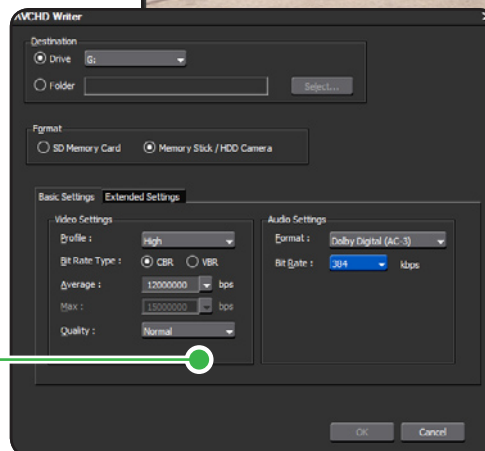 AVCHD Writer
Destination
Drive G:
Folder Select...
Format
SD Memory Card Memory Stick / HDD Camera
Basic Settings Extended Settings
Video Settings
Profile : High
Bit Rate Type : CBR VBR
Average : 12000000 bps
Max : 15000000 bps
Quality : Normal
Audio Settings
Format : Dolby Digital (AC-3)
Bit Rate : 384 kbps
OK Cancel